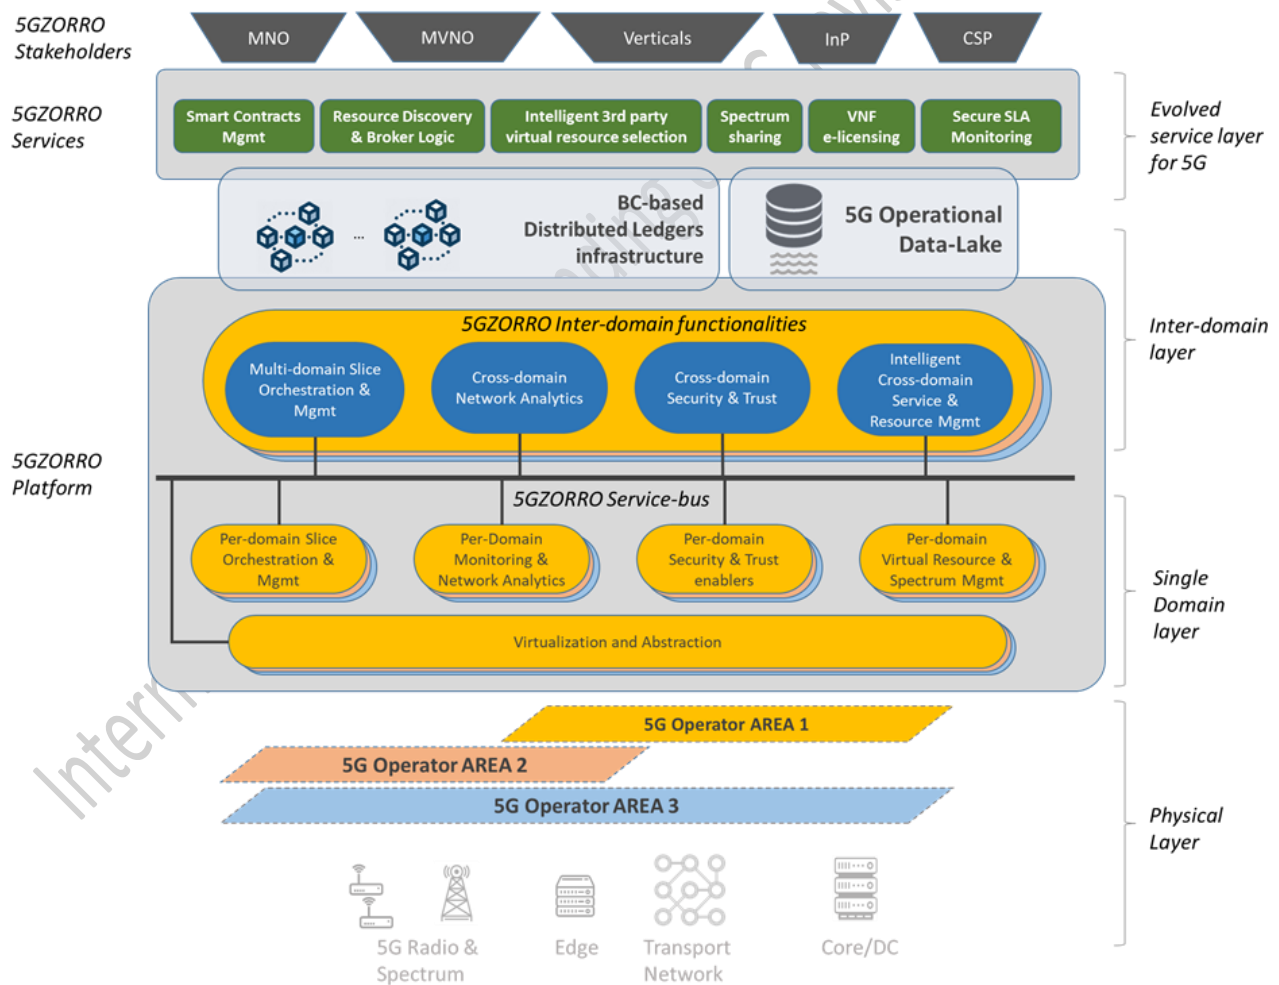 5GZORRO
Stakeholders
MNO
MVNO
Verticals
InP
CSP
5GZORRO
Services
Smart Contracts
Mgmt
Resource Discovery
& Broker Logic
Intelligent 3rd party
virtual resource selection
Spectrum
sharing
VNF
e-licensing
Secure SLA
Monitoring
Evolved
service layer
for 5G
...
BC-based
Distributed Ledgers
infrastructure
5G Operational
Data-Lake
Inter-domain
layer
5GZORRO Inter-domain functionalities
Multi-domain Slice
Orchestration &
Mgmt
Cross-domain
Network Analytics
Cross-domain
Security & Trust
Intelligent
Cross-domain
Service &
Resource Mgmt
5GZORRO
Platform
5GZORRO Service-bus
Per-domain Slice
Orchestration &
Mgmt
Per-Domain
Monitoring &
Network Analytics
Per-domain
Security & Trust
enablers
Per-domain
Virtual Resource &
Spectrum Mgmt
Single
Domain
layer
Virtualization and Abstraction
5G Operator AREA 1
5G Operator AREA 2
5G Operator AREA 3
Physical
Layer
5G Radio &
Spectrum
Edge
Transport
Network
Core/DC